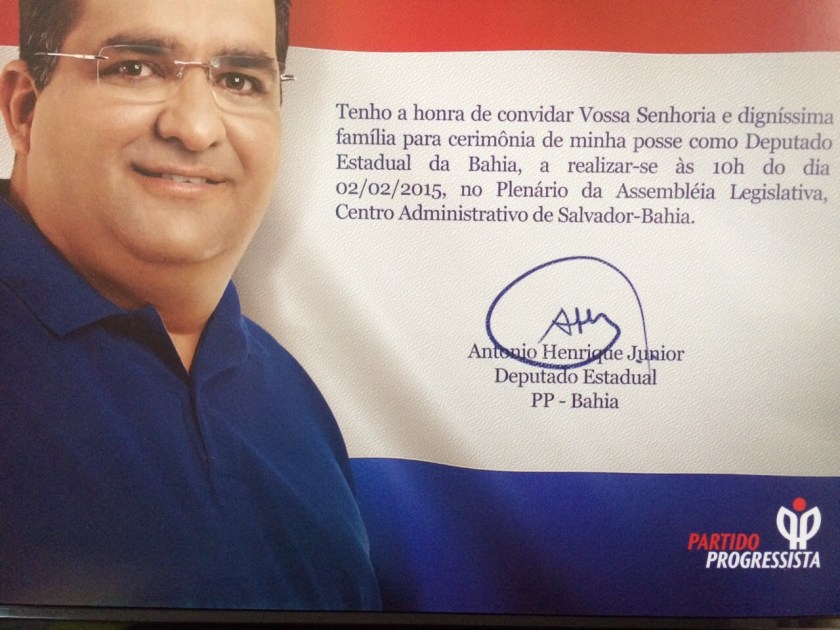 Tenho a honra de convidar Vossa Senhoria e digníssima
família para cerimônia de minha posse como Deputado
Estadual da Bahia, a realizar-se às 10h do dia
02/02/2015, no Plenário da Assembléia Legislativa,
Centro Administrativo de Salvador-Bahia.
Antonio Henrique Junior
Deputado Estadual
PP - Bahia
PARTIDO
PROGRESSISTA